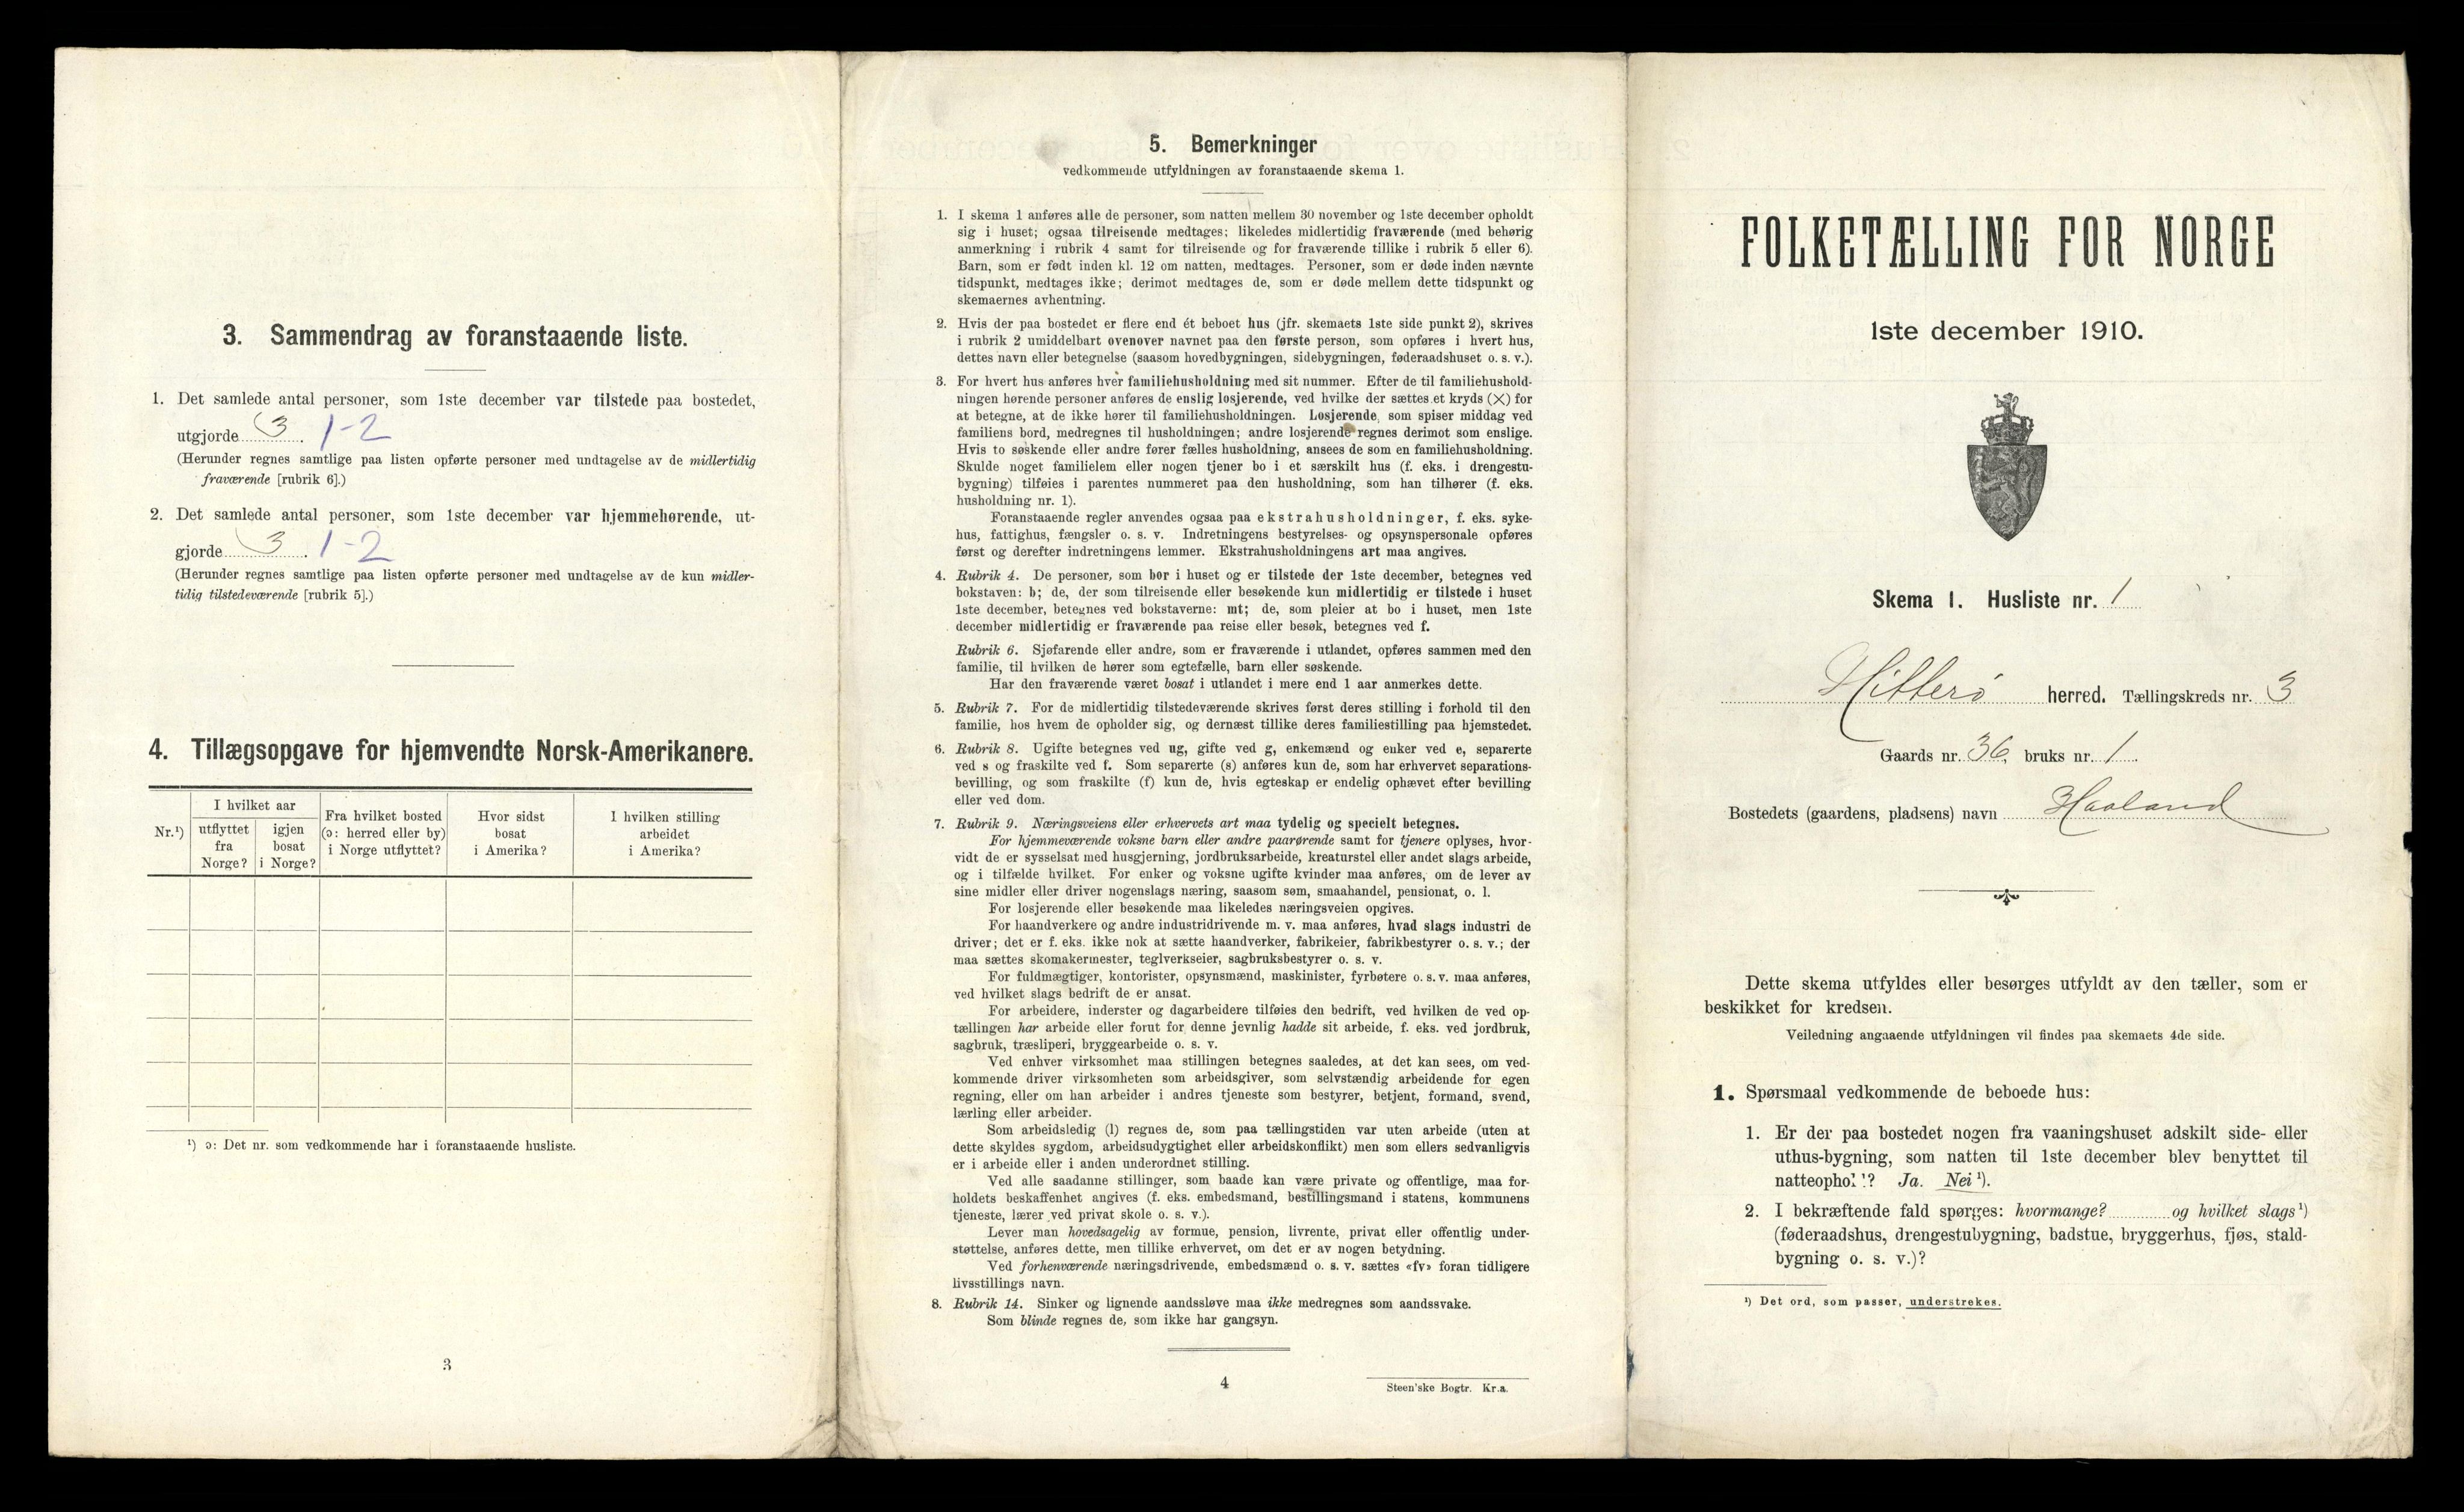 3. Sammendrag av foranstaaende liste.
1. Det samlede antal personer, som 1ste december var tilstede paa bostedet,
utgjorde 3. 1-2
(Herunder regnes samtlige paa listen opførte personer med undtagelse av de midlertidig
fraværende [rubrik 6].)
2. Det samlede antal personer, som 1ste december var hjemmehørende, ut-
gjorde 3. 1-2
(Herunder regnes samtlige paa listen opførte personer med undtagelse av de kun midler-
tidig tilstedeværende [rubrik 5].)
4. Tillægsopgave for hjemvendte Norsk-Amerikanere.
Nr.¹)
I hvilket aar
utflyttet
fra
Norge?
igjen
bosat
i Norge?
Fra hvilket bosted
(ɔ: herred eller by)
i Norge utflyttet?
Hvor sidst
bosat
i Amerika?
I hvilken stilling
arbeidet
i Amerika?
¹) ɔ: Det nr. som vedkommende har i foranstaaende husliste.
3
5. Bemerkninger
vedkommende utfyldningen av foranstaaende skema 1.
1. I skema 1 anføres alle de personer, som natten mellem 30 november og 1ste december opholdt
sig i huset; ogsaa tilreisende medtages; likeledes midlertidig fraværende (med behørig
anmerkning i rubrik 4 samt for tilreisende og for fraværende tillike i rubrik 5 eller 6).
Barn, som er født inden kl. 12 om natten, medtages. Personer, som er døde inden nævnte
tidspunkt, medtages ikke; derimot medtages de, som er døde mellem dette tidspunkt og
skemaernes avhentning.
2. Hvis der paa bostedet er flere end ét beboet hus (jfr. skemaets 1ste side punkt 2), skrives
i rubrik 2 umiddelbart ovenover navnet paa den første person, som opføres i hvert hus,
dettes navn eller betegnelse (saasom hovedbygningen, sidebygningen, føderaadshuset o. s. v.).
3. For hvert hus anføres hver familiehusholdning med sit nummer. Efter de til familiehushold-
ningen hørende personer anføres de enslig losjerende, ved hvilke der sættes et kryds (×) for
at betegne, at de ikke hører til familiehusholdningen. Losjerende, som spiser middag ved
familiens bord, medregnes til husholdningen; andre losjerende regnes derimot som enslige.
Hvis to søskende eller andre fører fælles husholdning, ansees de som en familiehusholdning.
Skulde noget familielem eller nogen tjener bo i et særskilt hus (f. eks. i drengestu-
bygning) tilføies i parentes nummeret paa den husholdning, som han tilhører (f. eks.
husholdning nr. 1).
Foranstaaende regler anvendes ogsaa paa ekstrahusholdninger, f. eks. syke-
hus, fattighus, fængsler o. s. v. Indretningens bestyrelses- og opsynspersonale opføres
først og derefter indretningens lemmer. Ekstrahusholdningens art maa angives.
4. Rubrik 4. De personer, som bor i huset og er tilstede der 1ste december, betegnes ved
bokstaven: b; de, der som tilreisende eller besøkende kun midlertidig er tilstede i huset
1ste december, betegnes ved bokstaverne: mt; de, som pleier at bo i huset, men 1ste
december midlertidig er fraværende paa reise eller besøk, betegnes ved f.
Rubrik 6. Sjøfarende eller andre, som er fraværende i utlandet, opføres sammen med den
familie, til hvilken de hører som egtefælle, barn eller søskende.
Har den fraværende været bosat i utlandet i mere end 1 aar anmerkes dette.
5. Rubrik 7. For de midlertidig tilstedeværende skrives først deres stilling i forhold til den
familie, hos hvem de opholder sig, og dernæst tillike deres familiestilling paa hjemstedet.
6. Rubrik 8. Ugifte betegnes ved ug, gifte ved g, enkemænd og enker ved e, separerte
ved s og fraskilte ved f. Som separerte (s) anføres kun de, som har erhvervet separations-
bevilling, og som fraskilte (f) kun de, hvis egteskap er endelig ophævet efter bevilling
eller ved dom.
7. Rubrik 9. Næringsveiens eller erhvervets art maa tydelig og specielt betegnes.
For hjemmeværende voksne barn eller andre paarørende samt for tjenere oplyses, hvor-
vidt de er sysselsat med husgjerning, jordbruksarbeide, kreaturstel eller andet slags arbeide,
og i tilfælde hvilket. For enker og voksne ugifte kvinder maa anføres, om de lever av
sine midler eller driver nogenslags næring, saasom søm, smaahandel, pensionat, o. l.
For losjerende eller besøkende maa likeledes næringsveien opgives.
For haandverkere og andre industridrivende m. v. maa anføres, hvad slags industri de
driver; det er f. eks. ikke nok at sætte haandverker, fabrikeier, fabrikbestyrer o. s. v.; der
maa sættes skomakermester, teglverkseier, sagbruksbestyrer o. s. v.
For fuldmægtiger, kontorister, opsynsmænd, maskinister, fyrbøtere o. s. v. maa anføres,
ved hvilket slags bedrift de er ansat.
For arbeidere, inderster og dagarbeidere tilføies den bedrift, ved hvilken de ved op-
tællingen har arbeide eller forut for denne jevnlig hadde sit arbeide, f. eks. ved jordbruk,
sagbruk, træsliperi, bryggearbeide o. s. v.
Ved enhver virksomhet maa stillingen betegnes saaledes, at det kan sees, om ved-
kommende driver virksomheten som arbeidsgiver, som selvstændig arbeidende for egen
regning, eller om han arbeider i andres tjeneste som bestyrer, betjent, formand, svend,
lærling eller arbeider.
Som arbeidsledig (l) regnes de, som paa tællingstiden var uten arbeide (uten at
dette skyldes sygdom, arbeidsudygtighet eller arbeidskonflikt) men som ellers sedvanligvis
er i arbeide eller i anden underordnet stilling.
Ved alle saadanne stillinger, som baade kan være private og offentlige, maa for-
holdets beskaffenhet angives (f. eks. embedsmand, bestillingsmand i statens, kommunens
tjeneste, lærer ved privat skole o. s. v.).
Lever man hovedsagelig av formue, pension, livrente, privat eller offentlig under-
støttelse, anføres dette, men tillike erhvervet, om det er av nogen betydning.
Ved forhenværende næringsdrivende, embedsmænd o. s. v. sættes «fv» foran tidligere
livsstillings navn.
8. Rubrik 14. Sinker og lignende aandssløve maa ikke medregnes som aandssvake.
Som blinde regnes de, som ikke har gangsyn.
4
Steen'ske Bogtr. Kr.a.
FOLKETÆLLING FOR NORGE
1ste december 1910.
Skema 1. Husliste nr. 1
Hitterø herred. Tællingskreds nr. 3
Gaards nr. 36, bruks nr. 1.
Bostedets (gaardens, pladsens) navn Haaland
Dette skema utfyldes eller besørges utfyldt av den tæller, som er
beskikket for kredsen.
Veiledning angaaende utfyldningen vil findes paa skemaets 4de side.
1. Spørsmaal vedkommende de beboede hus:
1. Er der paa bostedet nogen fra vaaningshuset adskilt side- eller
uthus-bygning, som natten til 1ste december blev benyttet til
natteophold? Ja. Nei ¹).
2. I bekræftende fald spørges: hvormange? og hvilket slags ¹)
(føderaadshus, drengestubygning, badstue, bryggerhus, fjøs, stald-
bygning o. s. v.)?
¹) Det ord, som passer, understrekes.